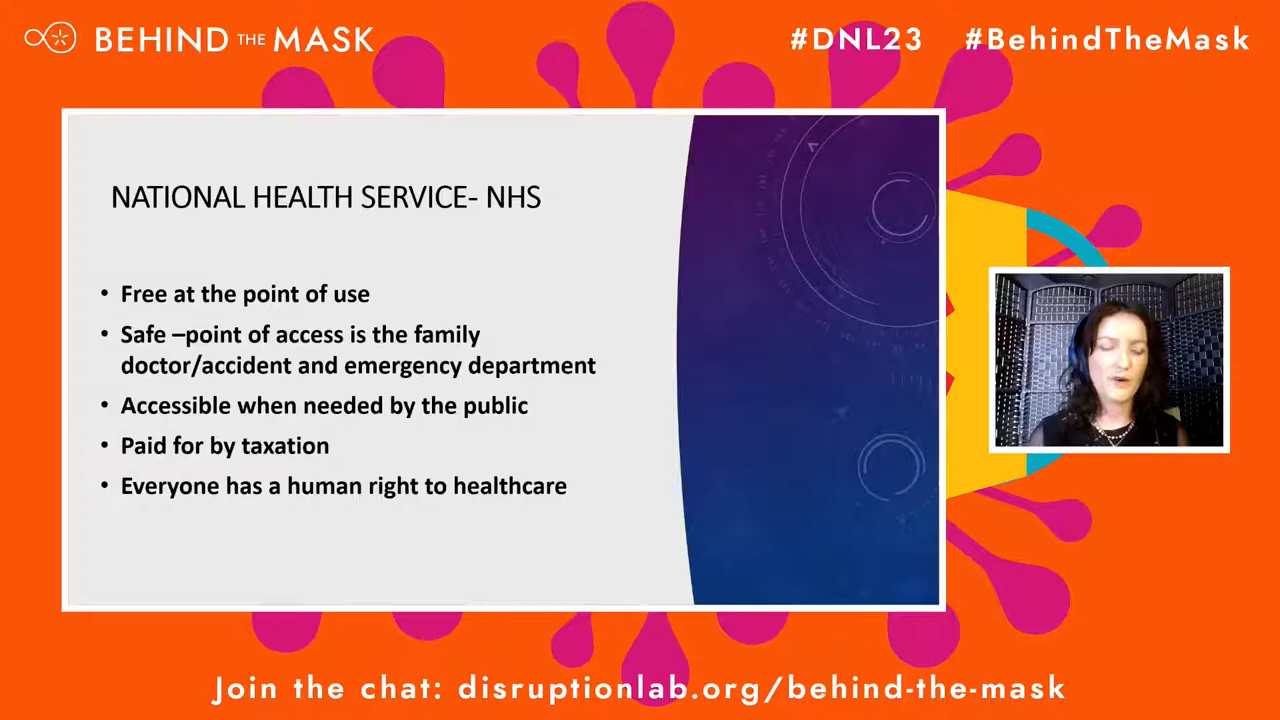 BEHIND THE MASK
#DNL23 #BehindTheMask
NATIONAL HEALTH SERVICE- NHS
• Free at the point of use
• Safe –point of access is the family
doctor/accident and emergency department
• Accessible when needed by the public
• Paid for by taxation
• Everyone has a human right to healthcare
Join the chat: disruptionlab.org/behind-the-mask